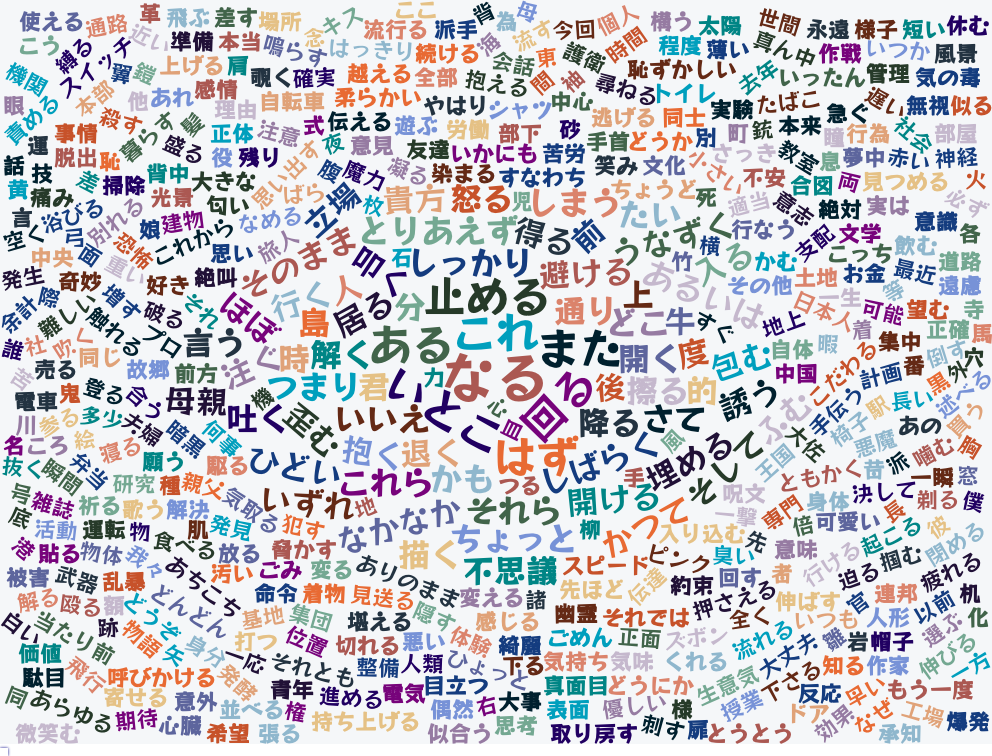 使える 通路 革 飛ぶ 差す 場所 念 キス ここ 流行る 派手 背 為 母 流す 今回 個人 横う 太陽 世間 永遠 様子 短い 休む
こう 縛る スイッチ 近い 準備 本当 鳴らす はっきり 続ける 海 会話 東 護衛 時間 程度 薄い 真ん中 作戦 いつか 風景
機関 翼 鎧 上げる 肩 覗く 確実 越える 全部 抱える 間 袖 尋ねる 恥ずかしい 去年 いったん 管理 気の毒
眼 本部 他 あれ 感情 理由 自転車 柔らかい やはり シャツ 中心 トイレ 実験 たばこ 急ぐ 遅い 無視 似る
責める 殺す 暮らす 正体 注意 式 伝える 遊ぶ 労働 部下 砂 逃げる 同士 別 町 銃 本来 瞳 行為 社会 部屋
運 事情 脱出 恥 盛る 役 残り 夜 意見 友達 いかにも 苦労 手首 どうか さっき 教室 息 夢中 赤い 神経
話 技 黄 痛み 差 掃除 背中 大きな 思い出す 腹 魔力 凝る 染まる すなわち 笑み 文化 小さい 不安 合図 両 見つめる 火
言 浴びる 別れる 光景 匂い しばらく 立場 枚 貴方 怒る 児 しまう ちょうど 死 適当 意志 絶対 実は 必ず
空く 弓 面 恐怖 娘 建物 なめる とりあえず 得る 前 たい うなずく 横 行なう 支配 文学 意識 各
中央 これから 思い 旅人 そのまま 叩く 石 しっかり 避ける あるいは 竹 入る かむ こっち 飲む 道路
発生 奇妙 重い 好き 絶叫 行く 人 分 止める 通り 上 その他 土地 お金 最近 遠慮
余計 際 増す 破る それ ほぼ 島 居る ある これ また どこ 牛 すぐ 地上 日本人 一生 可能 望む 寺
難しい 触れる プロ 言う 注ぐ 時 解く なる 開く 度 包む 自体 暇 着 集中 正確 馬
誰 社 吹く 同じ 故郷 前方 つまり 君 い 力 る 後 擦る 的 中国 こだわる 計画 番 倒す 穴
苦 売る 鬼 登る 合う 母親 機 吐く 歪む いいえ とこ 心 皿 回 降る さて 誘う ふむ 手伝う 駅 長い 黒 外 述べる
電車 川 参る 多少 夫婦 暗黒 何事 抱く 退く はず しばらく 風 埋める そして 大佐 王国 椅子 悪魔 あの 貰う
名 ころ 絵 寝る 願う 駆る ひどい これら かも つる 手 ともかく 苗 派 噛む 胸
抜く 瞬間 弁当 研究 種 親父 気取る いずれ 地 それら 開ける 呪文 身体 決して 一瞬 窓 僕
号 底 雑誌 祈る 歌う 解決 犯す なかなか 柳 かつて 一撃 専門 倍 可愛い 長 剃る 彼
活動 運転 物 肌 発見 脅かす 描く ちょっと 入り込む 先 意味 起こる 閉める
港 貼る 物体 我々 食べる 放る 変る ありのまま 不思議 スピード ピンク 臭い 行ける 迫る 掴む 疲れる
被害 武器 乱暴 あちこち 汚い ごみ 先ほど 伝達 約束 回す 者 官 連邦 机
解る 殴る 額 どうぞ どんどん 命令 着物 見送る 変える 諸 幽霊 それでは 押さえる 伸ばす いつも 人形 以前 化
白い 当たり前 跡 物語 矢 基地 集団 堪える 隠す 感じる ごめん 正面 ズボン 全く 流れる 雛 岩 帽子 選ぶ
価値 身分 打つ 位置 切れる 悪い 体験 綺麗 気持ち 気味 くれる 大丈夫 知る 作家 伸びる 一方
駄目 飛行 呼びかける 一応 それとも 整備 人類 ひょっと 下る 真面目 どうにか 生意気 下さる 反応 早い もう一度
同 あらゆる 寄せる 意外 発酵 青年 進める 電気 目立つ 大事 表面 優しい 様 授業 ドア なぜ 工場 爆発
微笑む 期待 心臓 希望 並べる 張る 権 持ち上げる 似合う 偶然 右 思考 取り戻す 刺す 扉 とうとう 効果 承知